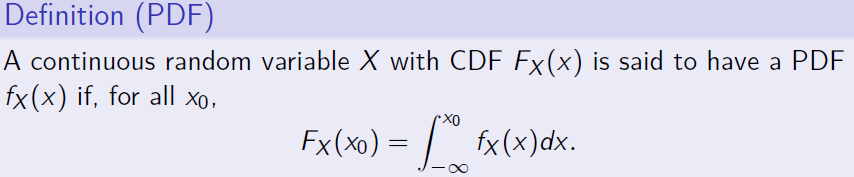 Definition (PDF)
A continuous random variable X with CDF F_X(x) is said to have a PDF
f_X(x) if, for all x_0,
F_X(x_0) = ∫_{-∞}^{x_0} f_X(x)dx.